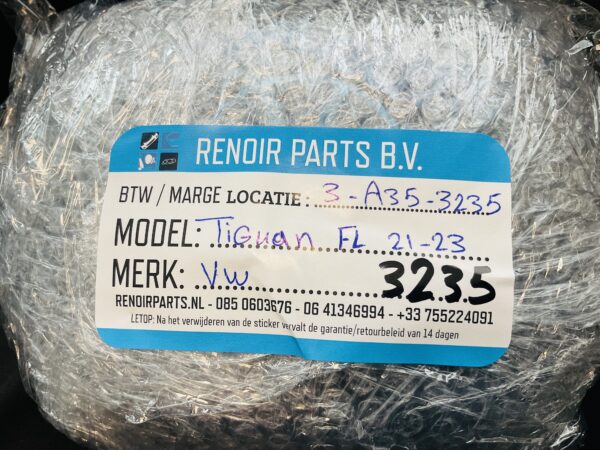 RENOIR PARTS B.V.
BTW / MARGE LOCATIE : 3-A35-3235
MODEL: Tiguan FL 21-23
MERK: VW 3235
RENOIRPARTS.NL - 085 0603676 - 06 41346994 - +33 755224091
LETOP: Na het verwijderen van de sticker vervalt de garantie/retourbeleid van 14 dagen